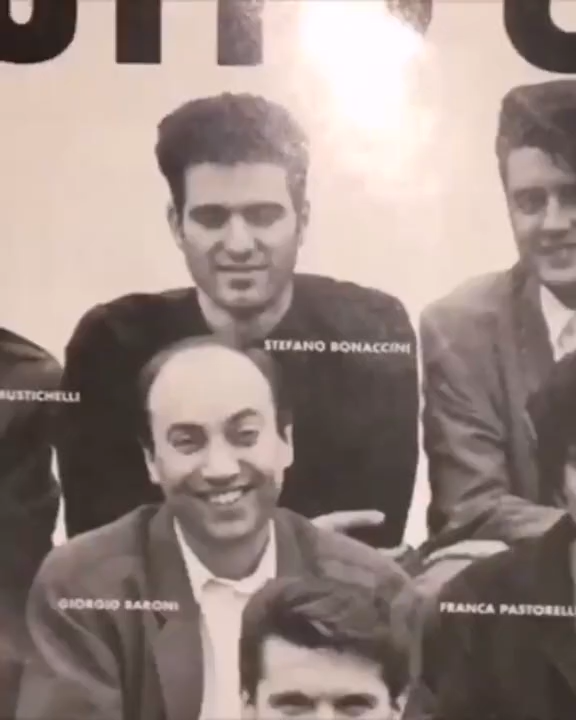 STEFANO BONACCINI
RUSTICHELLI
GIORGIO BARONI
FRANCA PASTORELLI